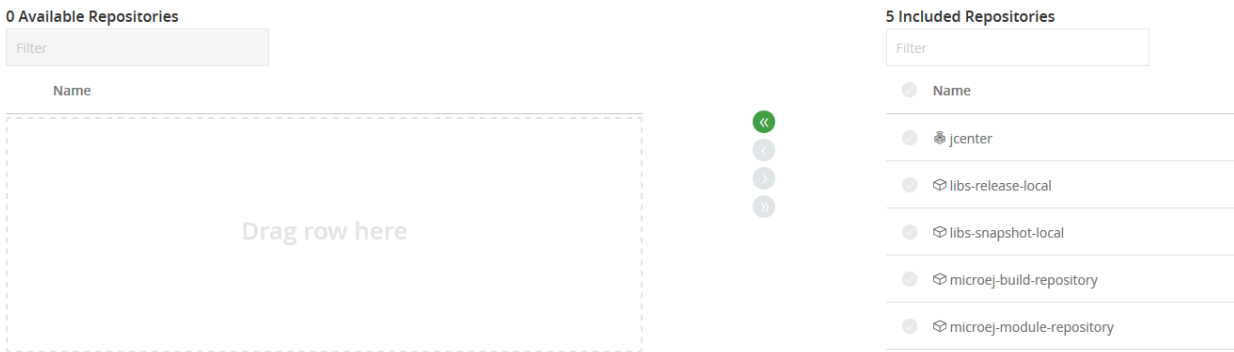 0 Available Repositories
Filter
Name
Drag row here
5 Included Repositories
Filter
Name
jcenter
libs-release-local
libs-snapshot-local
microej-build-repository
microej-module-repository